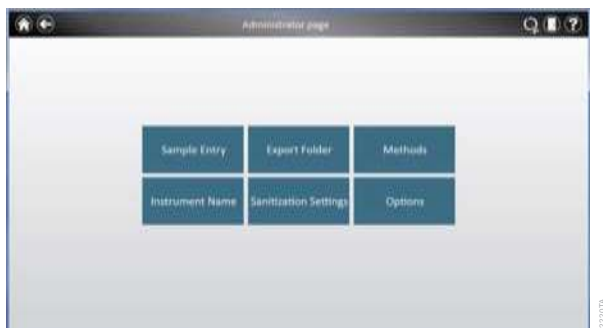 Administrator page
?
Sample Entry
Export Folder
Methods
Instrument Name
Sanitization Settings
Options